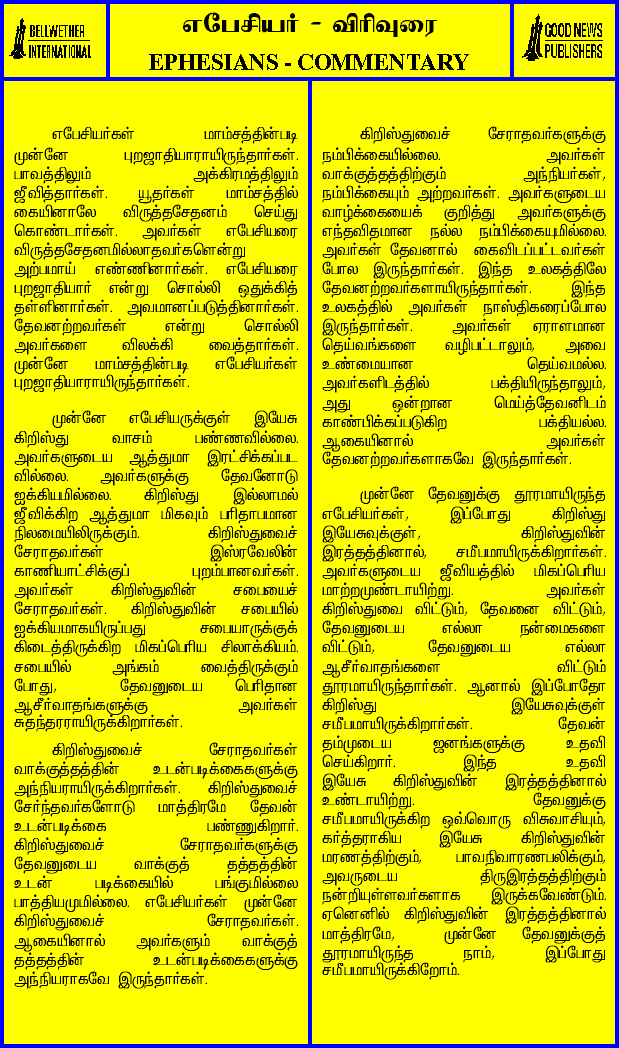 BELLWETHER
INTERNATIONAL
எபேசியர் - விரிவுரை
EPHESIANS - COMMENTARY
GOOD NEWS
PUBLISHERS
எபேசியர்கள் மாம்சத்தின்படி
முன்னே புறஜாதியாராயிருந்தார்கள்.
பாவத்திலும் அக்கிரமத்திலும்
ஜீவித்தார்கள். யூதர்கள் மாம்சத்தில்
கையினாலே விருத்தசேதனம் செய்து
கொண்டார்கள். அவர்கள் எபேசியரை
விருத்தசேதனமில்லாதவர்களென்று
அற்பமாய் எண்ணினார்கள். எபேசியரை
புறஜாதியார் என்று சொல்லி ஒதுக்கித்
தள்ளினார்கள். அவமானப்படுத்தினார்கள்.
தேவனற்றவர்கள் என்று சொல்லி
அவர்களை விலக்கி வைத்தார்கள்.
முன்னே மாம்சத்தின்படி எபேசியர்கள்
புறஜாதியாராயிருந்தார்கள்.
முன்னே எபேசியருக்குள் இயேசு
கிறிஸ்து வாசம் பண்ணவில்லை.
அவர்களுடைய ஆத்துமா இரட்சிக்கப்பட
வில்லை. அவர்களுக்கு தேவனோடு
ஐக்கியமில்லை. கிறிஸ்து இல்லாமல்
ஜீவிக்கிற ஆத்துமா மிகவும் பரிதாபமான
நிலமையிலிருக்கும். கிறிஸ்துவைச்
சேராதவர்கள் இஸ்ரவேலின்
காணியாட்சிக்குப் புறம்பானவர்கள்.
அவர்கள் கிறிஸ்துவின் சபையைச்
சேராதவர்கள். கிறிஸ்துவின் சபையில்
ஐக்கியமாகயிருப்பது சபையாருக்குக்
கிடைத்திருக்கிற மிகப்பெரிய சிலாக்கியம்.
சபையில் அங்கம் வைத்திருக்கும்
போது, தேவனுடைய பெரிதான
ஆசீர்வாதங்களுக்கு அவர்கள்
சுதந்தரராயிருக்கிறார்கள்.
கிறிஸ்துவைச் சேராதவர்கள்
வாக்குத்தத்தின் உடன்படிக்கைகளுக்கு
அந்நியராயிருக்கிறார்கள். கிறிஸ்துவைச்
சேர்ந்தவர்களோடு மாத்திரமே தேவன்
உடன்படிக்கை பண்ணுகிறார்.
கிறிஸ்துவைச் சேராதவர்களுக்கு
தேவனுடைய வாக்குத் தத்தத்தின்
உடன் படிக்கையில் பங்குமில்லை
பாத்தியமுமில்லை. எபேசியர்கள் முன்னே
கிறிஸ்துவைச் சேராதவர்கள்.
ஆகையினால் அவர்களும் வாக்குத்
தத்தத்தின் உடன்படிக்கைகளுக்கு
அந்நியராகவே இருந்தார்கள்.
கிறிஸ்துவைச் சேராதவர்களுக்கு
நம்பிக்கையில்லை. அவர்கள்
வாக்குத்தத்திற்கும் அந்நியர்கள்,
நம்பிக்கையும் அற்றவர்கள். அவர்களுடைய
வாழ்க்கையைக் குறித்து அவர்களுக்கு
எந்தவிதமான நல்ல நம்பிக்கையுமில்லை.
அவர்கள் தேவனால் கைவிடப்பட்டவர்கள்
போல இருந்தார்கள். இந்த உலகத்திலே
தேவனற்றவர்களாயிருந்தார்கள். இந்த
உலகத்தில் அவர்கள் நாஸ்திகரைப்போல
இருந்தார்கள். அவர்கள் ஏராளமான
தெய்வங்களை வழிபட்டாலும், அவை
உண்மையான தெய்வமல்ல.
அவர்களிடத்தில் பக்தியிருந்தாலும்,
அது ஒன்றான மெய்த்தேவனிடம்
காண்பிக்கப்படுகிற பக்தியல்ல.
ஆகையினால் அவர்கள்
தேவனற்றவர்களாகவே இருந்தார்கள்.
முன்னே தேவனுக்கு தூரமாயிருந்த
எபேசியர்கள், இப்போது கிறிஸ்து
இயேசுவுக்குள், கிறிஸ்துவின்
இரத்தத்தினால், சமீபமாயிருக்கிறார்கள்.
அவர்களுடைய ஜீவியத்தில் மிகப்பெரிய
மாற்றமுண்டாயிற்று. அவர்கள்
கிறிஸ்துவை விட்டும், தேவனை விட்டும்,
தேவனுடைய எல்லா நன்மைகளை
விட்டும், தேவனுடைய எல்லா
ஆசீர்வாதங்களை விட்டும்
தூரமாயிருந்தார்கள். ஆனால் இப்போதோ
கிறிஸ்து இயேசுவுக்குள்
சமீபமாயிருக்கிறார்கள். தேவன்
தம்முடைய ஜனங்களுக்கு உதவி
செய்கிறார். இந்த உதவி
இயேசு கிறிஸ்துவின் இரத்தத்தினால்
உண்டாயிற்று. தேவனுக்கு
சமீபமாயிருக்கிற ஒவ்வொரு விசுவாசியும்,
கர்த்தராகிய இயேசு கிறிஸ்துவின்
மரணத்திற்கும், பாவநிவாரணபலிக்கும்,
அவருடைய திருஇரத்தத்திற்கும்
நன்றியுள்ளவர்களாக இருக்கவேண்டும்.
ஏனெனில் கிறிஸ்துவின் இரத்தத்தினால்
மாத்திரமே, முன்னே தேவனுக்குத்
தூரமாயிருந்த நாம், இப்போது
சமீபமாயிருக்கிறோம்.